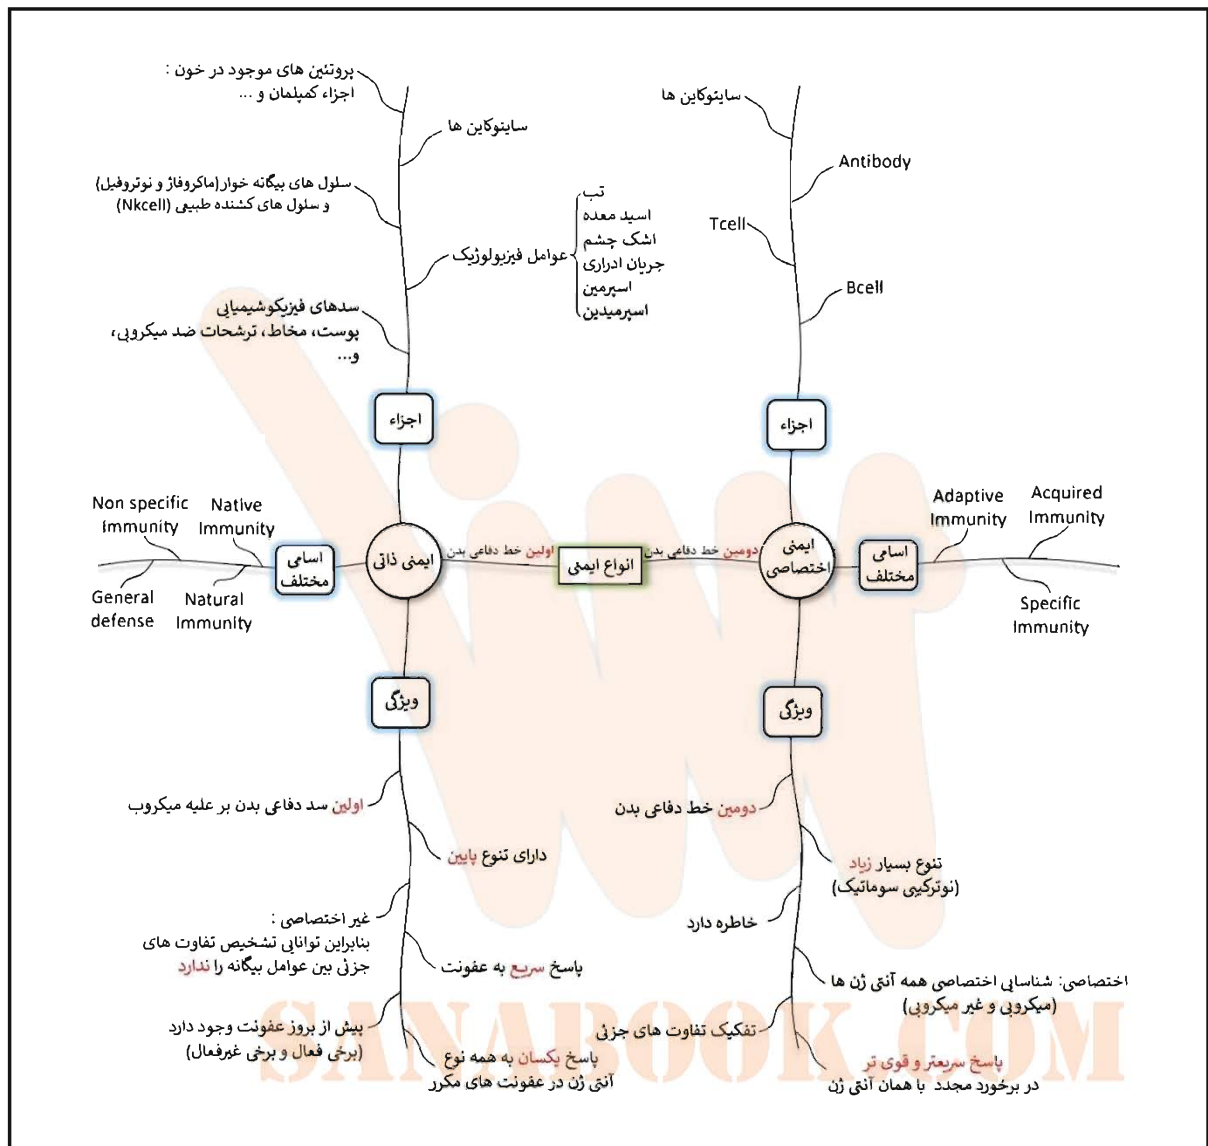 پروتئین های موجود در خون :
اجزاء کمپلمان و ...
سایتوکاین ها
سلول های بیگانه خوار(ماکروفاژ و نوتروفیل)
و سلول های کشنده طبیعی (Nkcell)
عوامل فیزیولوژیک
تب
اسید معده
اشک چشم
جریان ادراری
اسپرمین
اسپرمیدین
سدهای فیزیکوشیمیایی
پوست، مخاط، ترشحات ضد میکروبی،
و...
اجزاء
سایتوکاین ها
Antibody
Tcell
Bcell
اجزاء
انواع ایمنی
اولین خط دفاعی بدن
ایمنی ذاتی
اسامی
مختلف
Native
Immunity
Non specific
Immunity
Natural
Immunity
General
defense
دومین خط دفاعی بدن
ایمنی
اختصاصی
اسامی
مختلف
Adaptive
Immunity
Acquired
Immunity
Specific
Immunity
ویژگی
اولین سد دفاعی بدن بر علیه میکروب
دارای تنوع پایین
غیر اختصاصی :
بنابراین توانایی تشخیص تفاوت های
جزئی بین عوامل بیگانه را ندارد
پاسخ سریع به عفونت
پیش از بروز عفونت وجود دارد
(برخی فعال و برخی غیرفعال)
پاسخ یکسان به همه نوع
آنتی ژن در عفونت های مکرر
ویژگی
دومین خط دفاعی بدن
تنوع بسیار زیاد
(نوترکیبی سوماتیک)
خاطره دارد
اختصاصی: شناسایی اختصاصی همه آنتی ژن ها
(میکروبی و غیر میکروبی)
تفکیک تفاوت های جزئی
پاسخ سریعتر و قوی تر
در برخورد مجدد با همان آنتی ژن
SANABOOK.COM